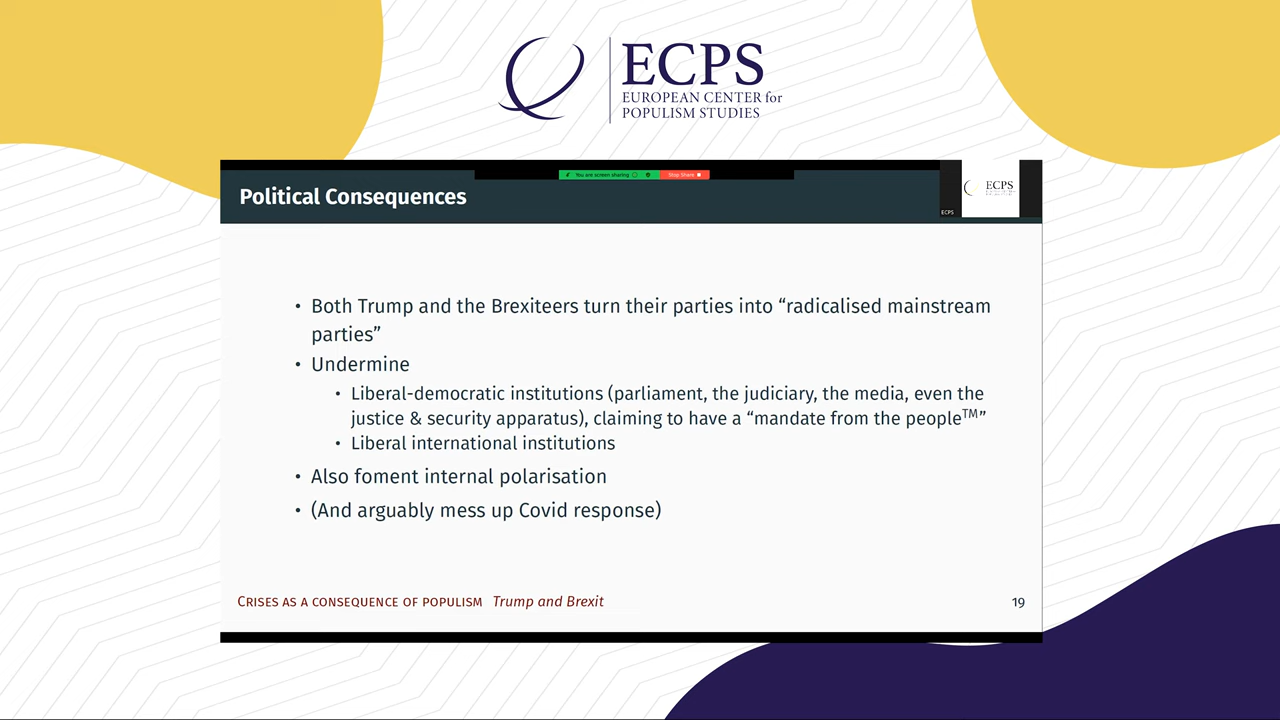 ECPS
EUROPEAN CENTER for
POPULISM STUDIES
You are screen sharing
Stop Share
Political Consequences
ECPS
ECPS
• Both Trump and the Brexiteers turn their parties into “radicalised mainstream
parties”
• Undermine
• Liberal-democratic institutions (parliament, the judiciary, the media, even the
justice & security apparatus), claiming to have a “mandate from the people™”
• Liberal international institutions
• Also foment internal polarisation
• (And arguably mess up Covid response)
CRISES AS A CONSEQUENCE OF POPULISM Trump and Brexit
19